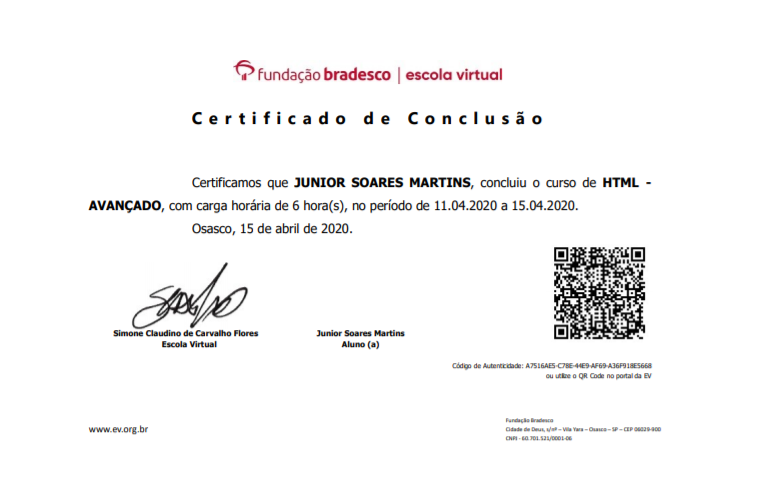 fundação bradesco | escola virtual
Certificado de Conclusão
Certificamos que JUNIOR SOARES MARTINS, concluiu o curso de HTML -
AVANÇADO, com carga horária de 6 hora(s), no período de 11.04.2020 a 15.04.2020.
Osasco, 15 de abril de 2020.
Simone Claudino de Carvalho Flores
Escola Virtual
Junior Soares Martins
Aluno (a)
Código de Autenticidade: A7516AE5-C78E-44E9-AF69-A36F918E5668
ou utilize o QR Code no portal da EV
www.ev.org.br
Fundação Bradesco
Cidade de Deus, s/nº – Vila Yara – Osasco – SP – CEP 06029-900
CNPJ - 60.701.521/0001-06